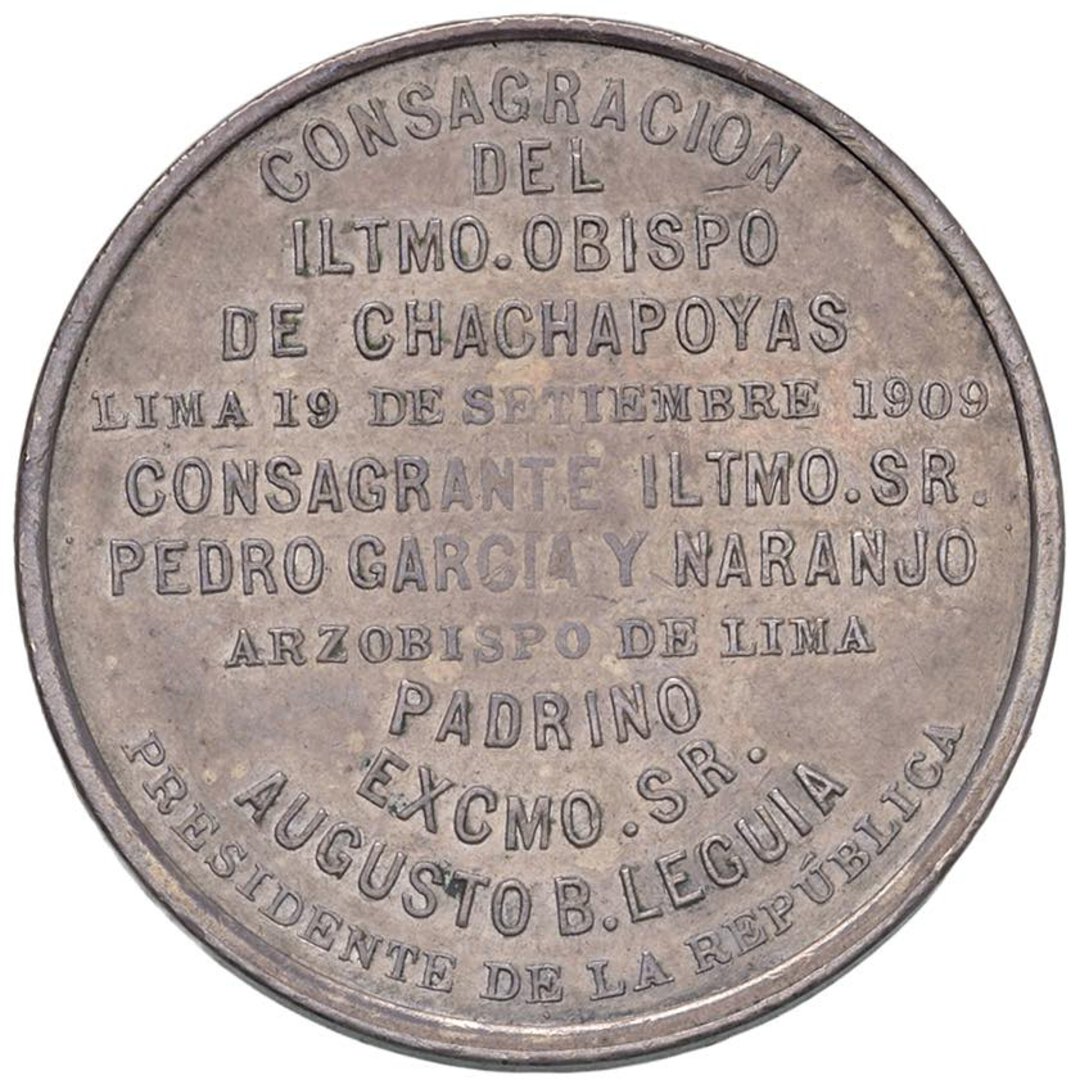 CONSAGRACION
DEL
ILTMO. OBISPO
DE CHACHAPOYAS
LIMA 19 DE SETIEMBRE 1909
CONSAGRANTE ILTMO. SR.
PEDRO GARCÍA Y NARANJO
ARZOBISPO DE LIMA
PADRINO
EXCMO. SR.
AUGUSTO B. LEGUIA
PRESIDENTE DE LA REPÚBLICA